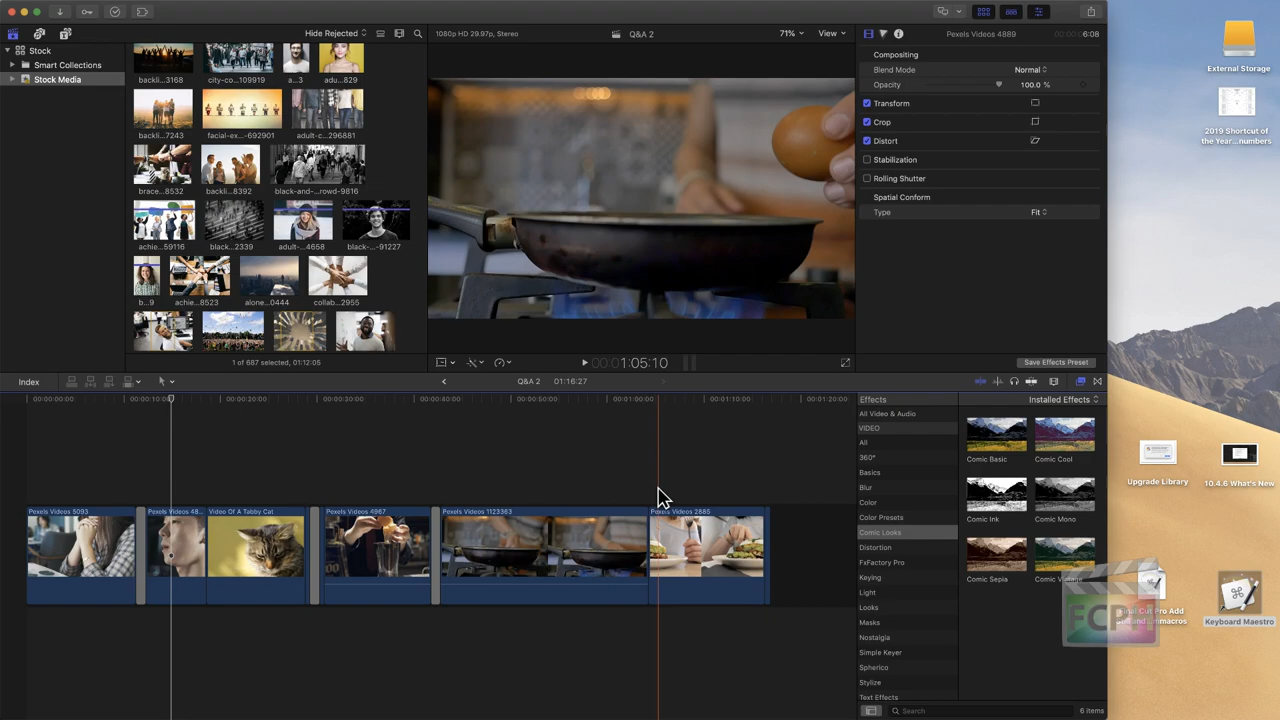 Hide Rejected
1080p HD 29.97p, Stereo
Q&A 2
71%
View
Pexels Videos 4889
6:08
Stock
Smart Collections
Stock Media
backli...3168
city-co...109919
a...3
adu...829
backli...7243
facial-ex...-692901
adult-c...296881
brace...8532
backli...8392
black-and-...rowd-9816
achie...59116
black...2339
adult-...4658
black-...-91227
b...9
achie...8523
alone...0444
collab...2955
Compositing
Blend Mode
Normal
Opacity
100.0 %
Transform
Crop
Distort
Stabilization
Rolling Shutter
Spatial Conform
Type
Fit
1 of 687 selected, 01:12:05
00:00:1:05:10
Save Effects Preset
Index
Q&A 2
01:16:27
00:00:00:00
00:00:10:00
00:00:20:00
00:00:30:00
00:00:40:00
00:00:50:00
00:01:00:00
00:01:10:00
00:01:20:00
Pexels Videos 5093
Pexels Videos 48...
Video Of A Tabby Cat
Pexels Videos 4967
Pexels Videos 1123363
Pexels Videos 2885
Effects
Installed Effects
All Video & Audio
VIDEO
All
360°
Basics
Blur
Color
Color Presets
Comic Looks
Distortion
FxFactory Pro
Keying
Light
Looks
Masks
Nostalgia
Simple Keyer
Spherico
Stylize
Text Effects
Comic Basic
Comic Cool
Comic Ink
Comic Mono
Comic Sepia
Comic Vintage
Search
6 items
External Storage
2019 Shortcut of
the Year...numbers
Upgrade Library
10.4.6 What's New
Final Cut Pro Add
...macros
Keyboard Maestro